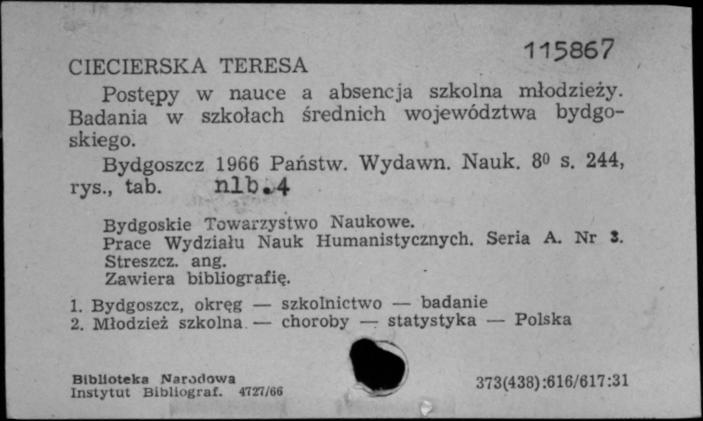 115867
CIECIERSKA TERESA
Postępy w nauce a absencja szkolna młodzieży.
Badania w szkołach średnich województwa bydgo-
skiego.
Bydgoszcz 1966 Państw. Wydawn. Nauk. 8⁰ s. 244,
rys., tab. nlb.4
Bydgoskie Towarzystwo Naukowe.
Prace Wydziału Nauk Humanistycznych. Seria A. Nr 3.
Streszcz. ang.
Zawiera bibliografię.
1. Bydgoszcz, okręg — szkolnictwo — badanie
2. Młodzież szkolna — choroby — statystyka — Polska
Biblioteka Narodowa
Instytut Bibliograf. 4727/66
373(438):616/617:31